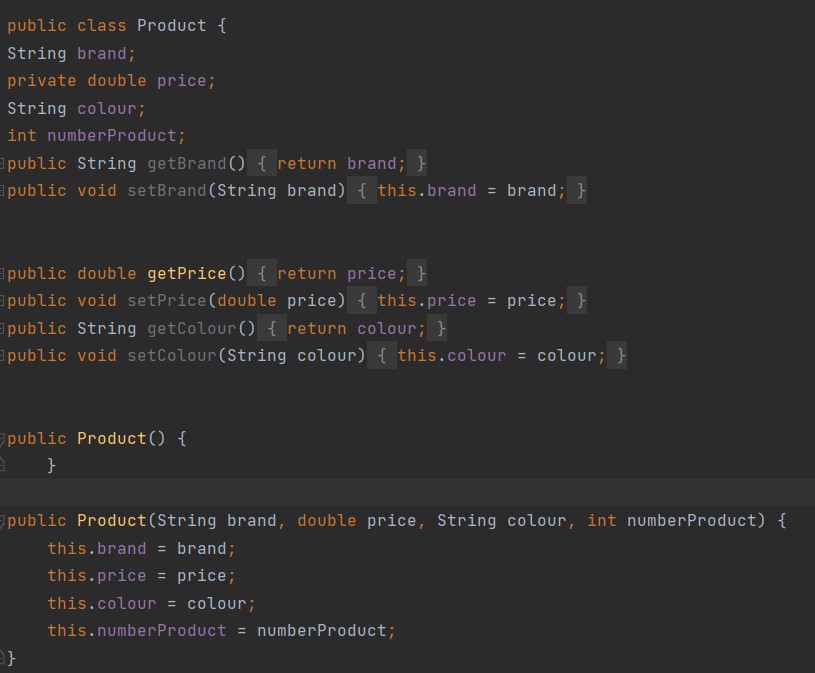 public class Product {
String brand;
private double price;
String colour;
int numberProduct;
public String getBrand() { return brand; }
public void setBrand(String brand) { this.brand = brand; }
public double getPrice() { return price; }
public void setPrice(double price) { this.price = price; }
public String getColour() { return colour; }
public void setColour(String colour) { this.colour = colour; }
public Product() {
}
public Product(String brand, double price, String colour, int numberProduct) {
this.brand = brand;
this.price = price;
this.colour = colour;
this.numberProduct = numberProduct;
}